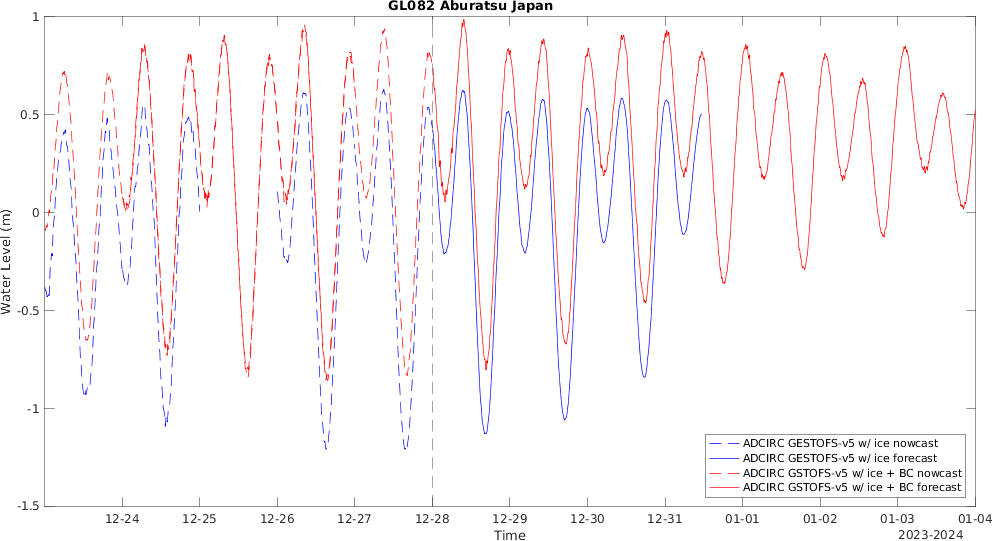 GL082 Aburatsu Japan
1
0.5
0
-0.5
-1
-1.5
Water Level (m)
12-24 12-25 12-26 12-27 12-28 12-29 12-30 12-31 01-01 01-02 01-03 01-04
Time
2023-2024
ADCIRC GESTOFS-v5 w/ ice nowcast
ADCIRC GESTOFS-v5 w/ ice forecast
ADCIRC GSTOFS-v5 w/ ice + BC nowcast
ADCIRC GSTOFS-v5 w/ ice + BC forecast